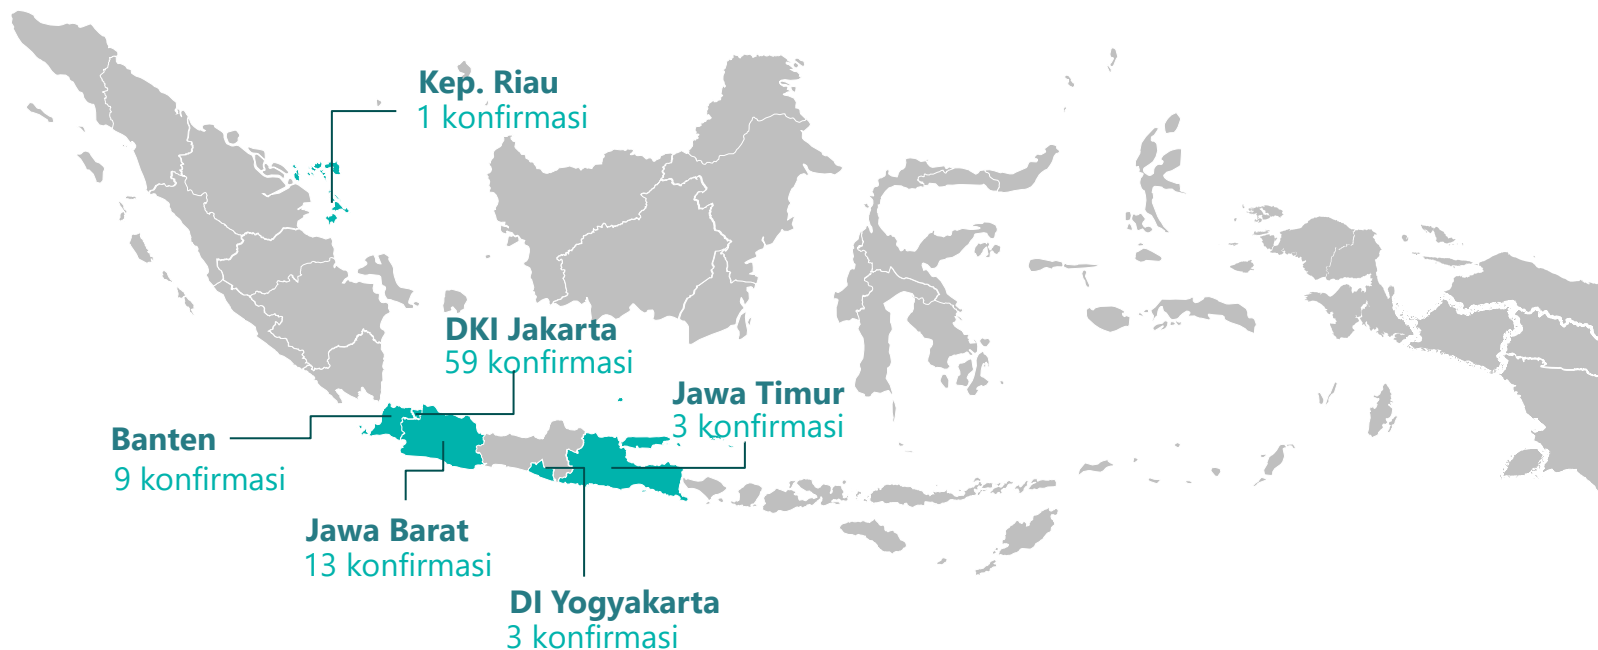 Kep. Riau
1 konfirmasi
DKI Jakarta
59 konfirmasi
Jawa Timur
3 konfirmasi
Banten
9 konfirmasi
Jawa Barat
13 konfirmasi
DI Yogyakarta
3 konfirmasi